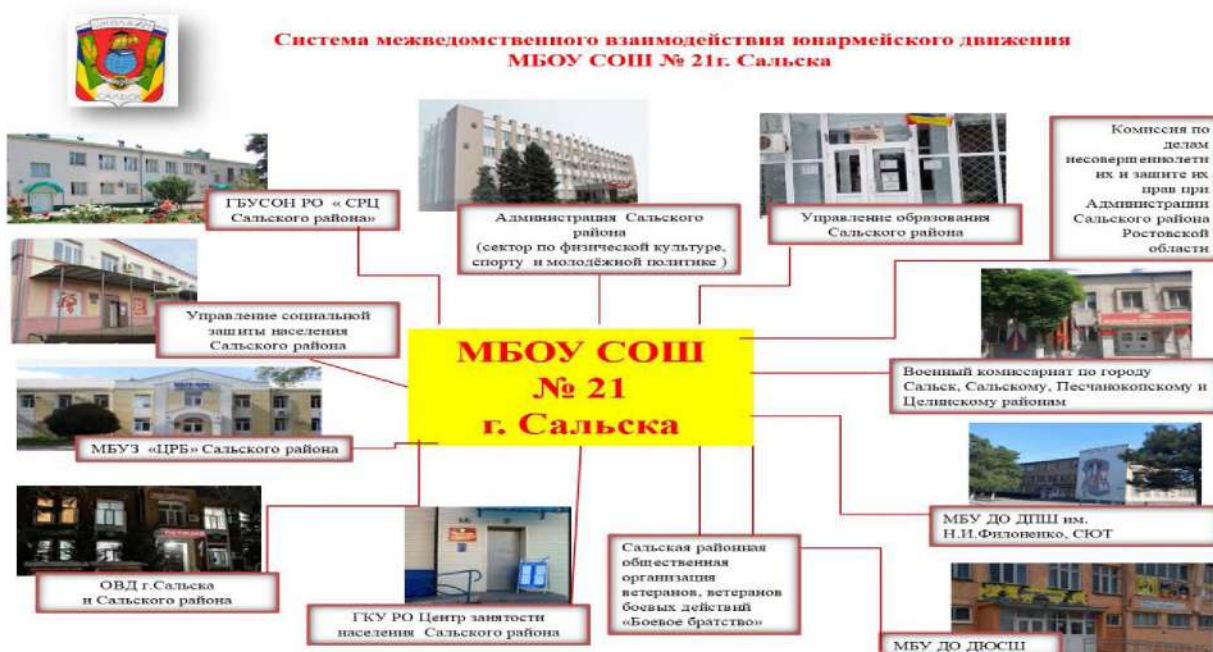 Система межведомственного взаимодействия юнармейского движения
МБОУ СОШ № 21г. Сальска
САЛЬСК
ГБУСОН РО « СРЦ
Сальского района»
Администрация Сальского
района
(сектор по физической культуре,
спорту и молодёжной политике )
Управление образования
Сальского района
Комиссия по
делам
несовершеннолетн
их и защите их
прав при
Администрации
Сальского района
Ростовской
области
Управление социальной
защиты населения
Сальского района
МБОУ СОШ
№ 21
г. Сальска
Военный комиссариат по городу
Сальск, Сальскому, Песчанокопскому и
Целинскому районам
МБУЗ «ЦРБ» Сальского района
МБУ ДО ДПШ им.
Н.И.Филоненко, СЮТ
ОВД г.Сальска
и Сальского района
ГКУ РО Центр занятости
населения Сальского района
Сальская районная
общественная
организация
ветеранов, ветеранов
боевых действий
«Боевое братство»
МБУ ДО ДЮСШ